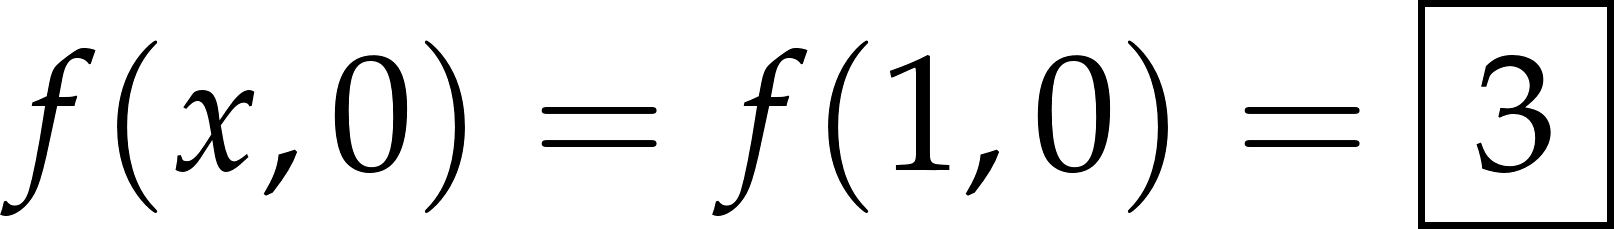 f(x,0) = f(1,0) = 3